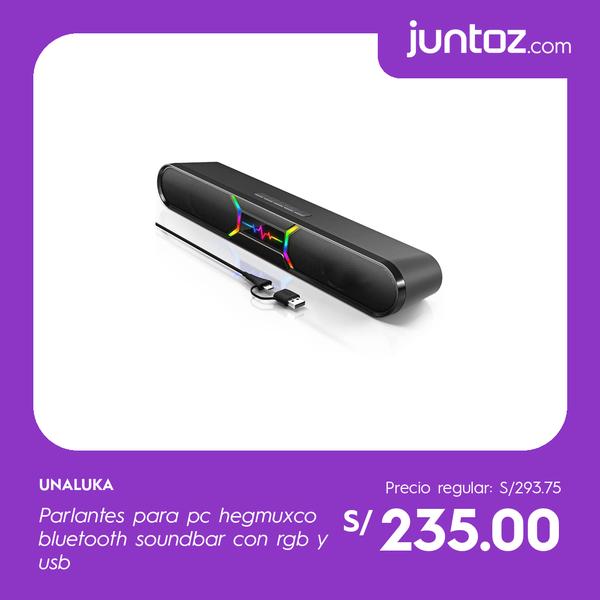 juntoz.com
UNALUKA
Parlantes para pc hegmuxco
bluetooth soundbar con rgb y
usb
Precio regular: S/293.75
S/ 235.00